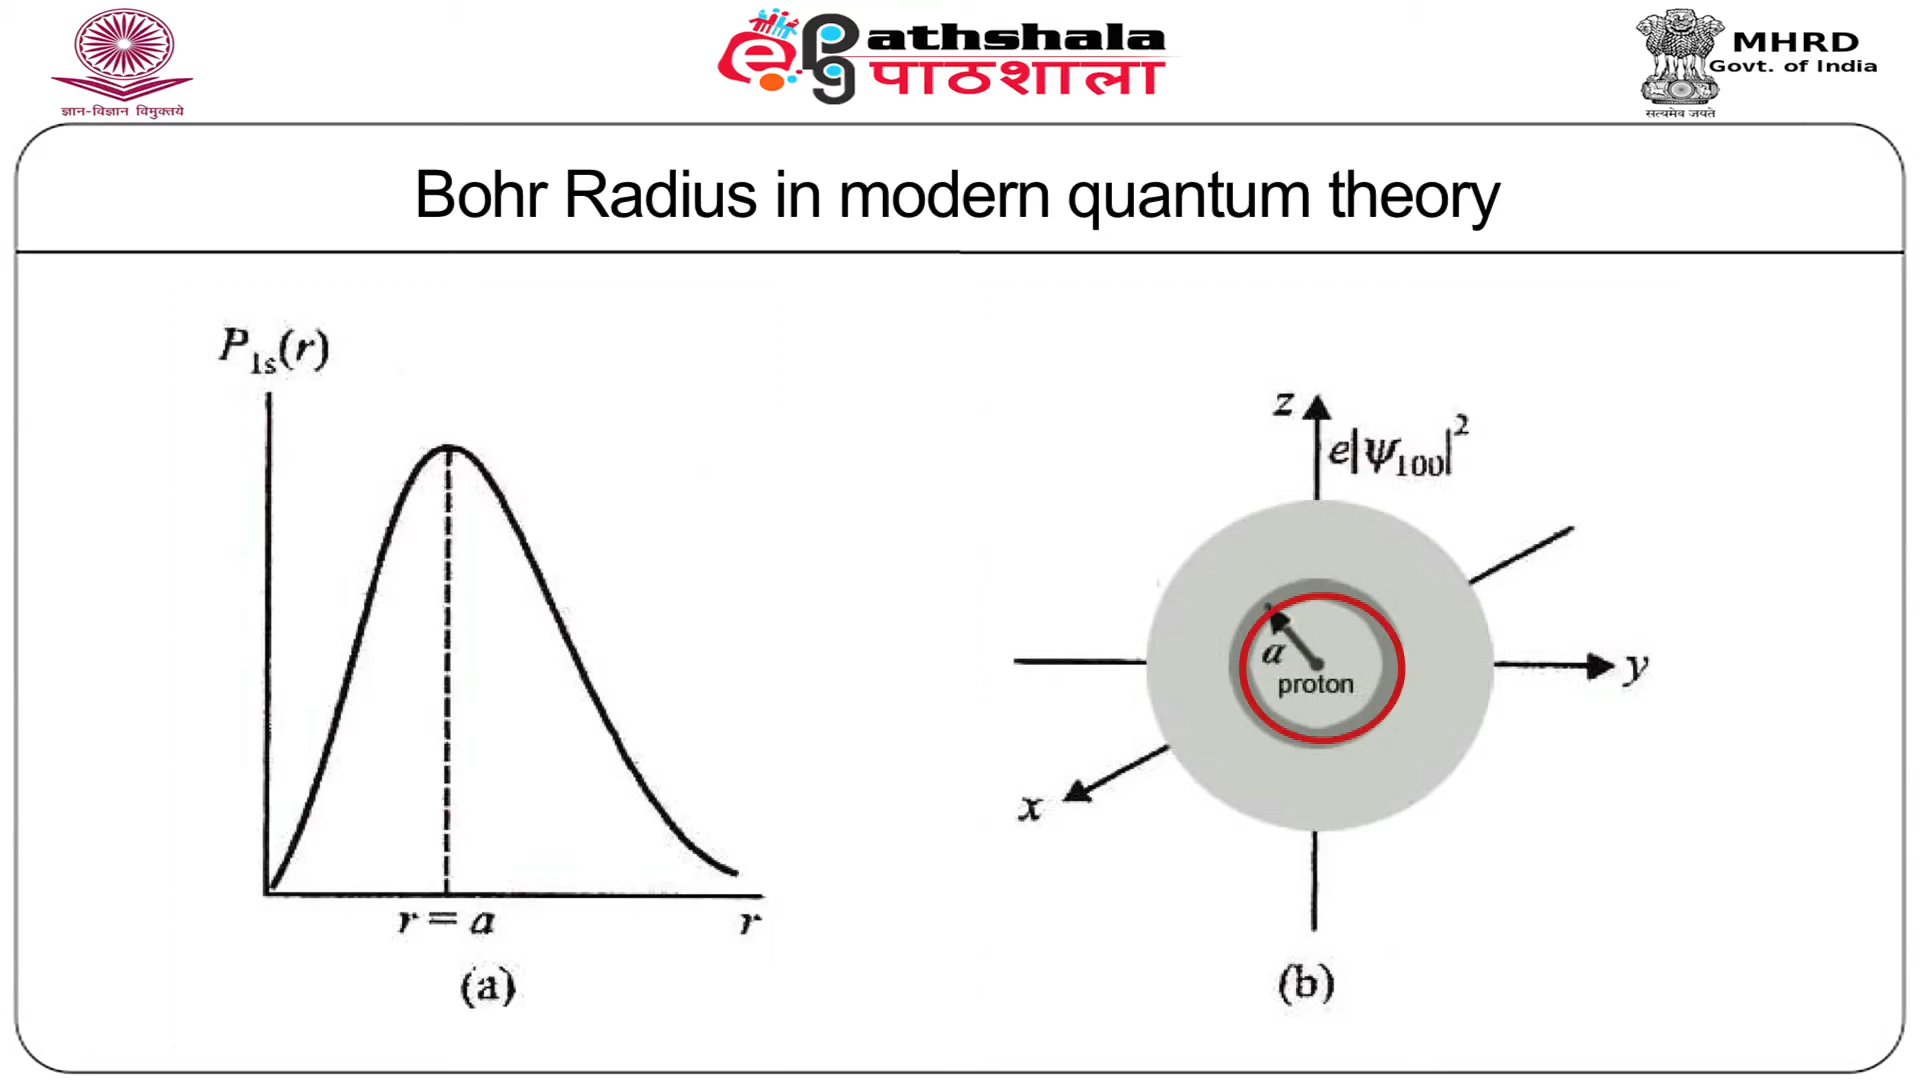 ज्ञान-विज्ञान विमुक्तये
ePathshala
पाठशाला
MHRD
Govt. of India
सत्यमेव जयते
Bohr Radius in modern quantum theory
P₁ₛ(r)
r = a
r
(a)
z
e|ψ₁₀₀|²
a
proton
y
x
(b)